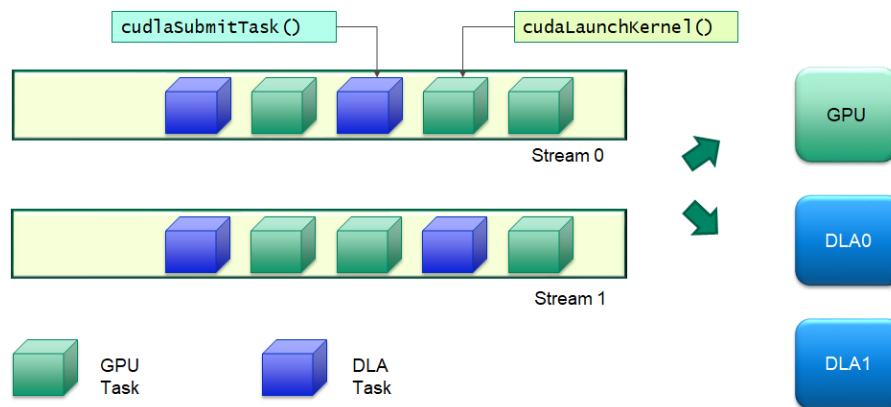 cudlaSubmitTask()
cudaLaunchKernel()
Stream 0
GPU
DLA0
Stream 1
GPU
Task
DLA
Task
DLA1